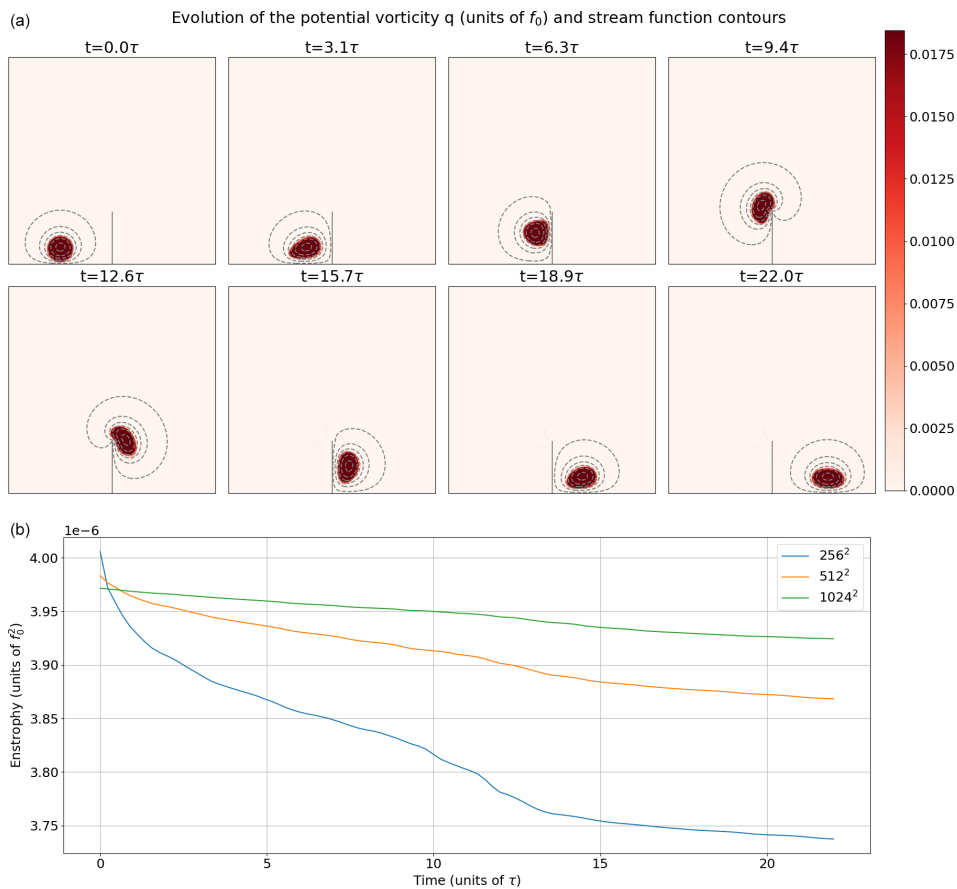 (a)
Evolution of the potential vorticity q (units of f₀) and stream function contours
t=0.0τ
t=3.1τ
t=6.3τ
t=9.4τ
t=12.6τ
t=15.7τ
t=18.9τ
t=22.0τ
0.0175
0.0150
0.0125
0.0100
0.0075
0.0050
0.0025
0.0000
(b)
1e−6
4.00
3.95
3.90
3.85
3.80
3.75
Enstrophy (units of f₀²)
256²
512²
1024²
0
5
10
15
20
Time (units of τ)